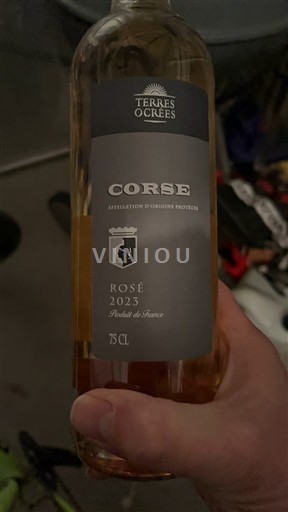 TERRES
OCRÉES
CORSE
APPELLATION D'ORIGINE PROTÉGÉE
VINIOU
ROSÉ
2023
Produit de France
75 CL